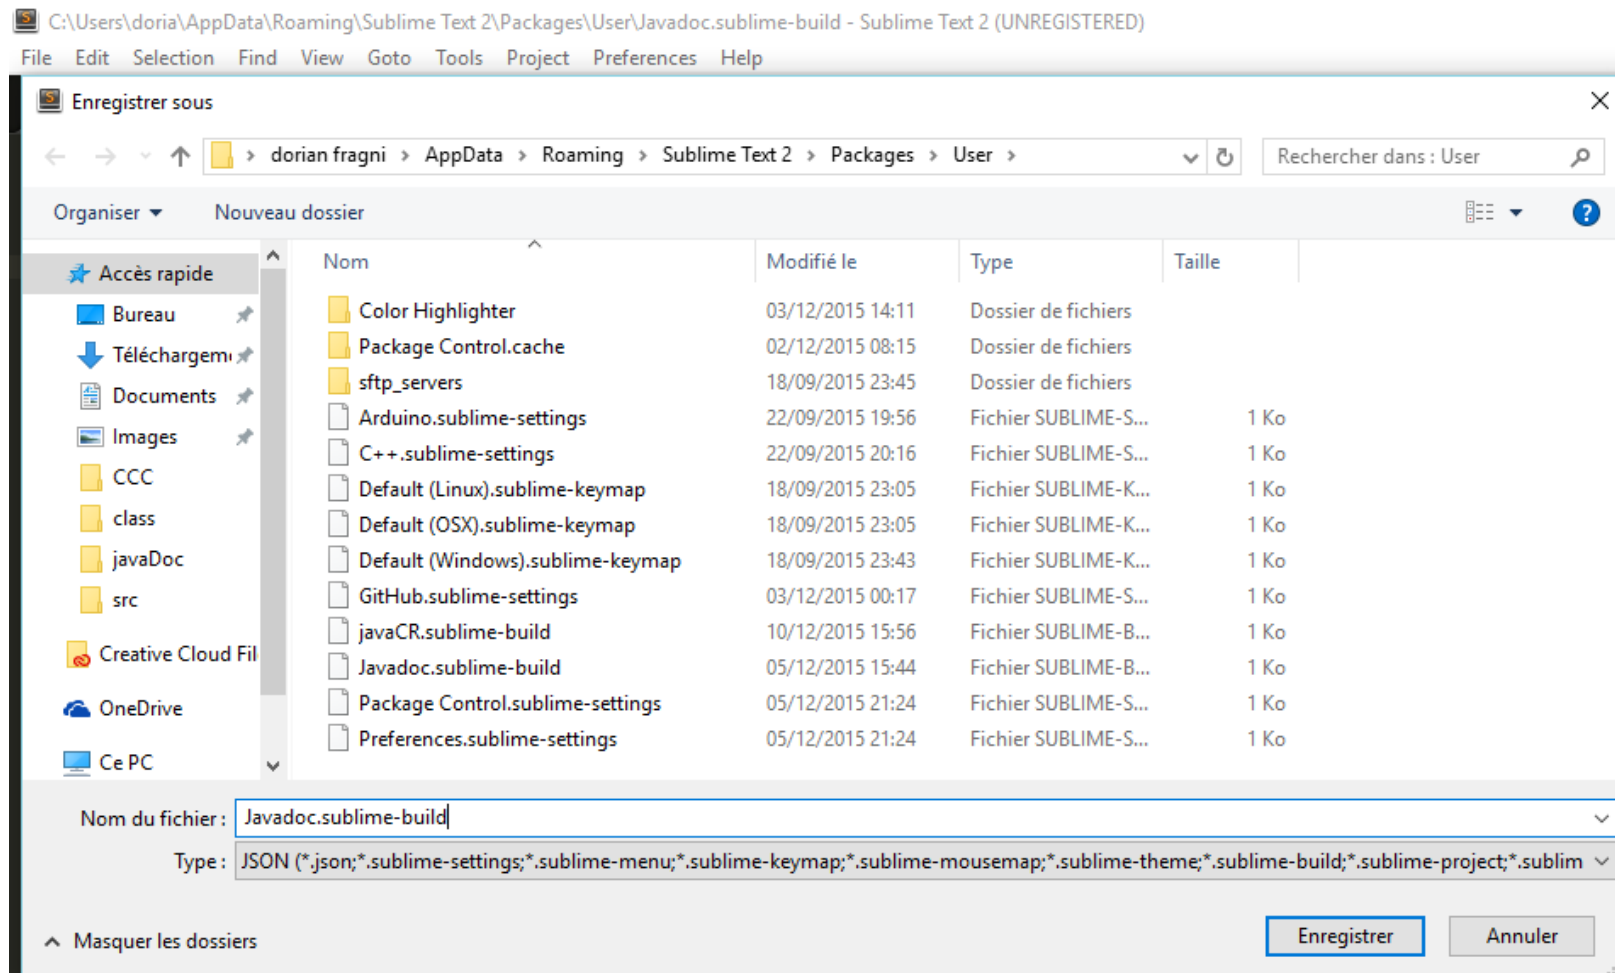 C:\Users\doria\AppData\Roaming\Sublime Text 2\Packages\User\Javadoc.sublime-build - Sublime Text 2 (UNREGISTERED)
File Edit Selection Find View Goto Tools Project Preferences Help
Enregistrer sous
dorian fragni > AppData > Roaming > Sublime Text 2 > Packages > User >
Rechercher dans : User
Organiser Nouveau dossier
Accès rapide
Bureau
Téléchargem
Documents
Images
CCC
class
javaDoc
src
Creative Cloud Fil
OneDrive
Ce PC
Nom Modifié le Type Taille
Color Highlighter 03/12/2015 14:11 Dossier de fichiers
Package Control.cache 02/12/2015 08:15 Dossier de fichiers
sftp_servers 18/09/2015 23:45 Dossier de fichiers
Arduino.sublime-settings 22/09/2015 19:56 Fichier SUBLIME-S... 1 Ko
C++.sublime-settings 22/09/2015 20:16 Fichier SUBLIME-S... 1 Ko
Default (Linux).sublime-keymap 18/09/2015 23:05 Fichier SUBLIME-K... 1 Ko
Default (OSX).sublime-keymap 18/09/2015 23:05 Fichier SUBLIME-K... 1 Ko
Default (Windows).sublime-keymap 18/09/2015 23:43 Fichier SUBLIME-K... 1 Ko
GitHub.sublime-settings 03/12/2015 00:17 Fichier SUBLIME-S... 1 Ko
javaCR.sublime-build 10/12/2015 15:56 Fichier SUBLIME-B... 1 Ko
Javadoc.sublime-build 05/12/2015 15:44 Fichier SUBLIME-B... 1 Ko
Package Control.sublime-settings 05/12/2015 21:24 Fichier SUBLIME-S... 1 Ko
Preferences.sublime-settings 05/12/2015 21:24 Fichier SUBLIME-S... 1 Ko
Nom du fichier : Javadoc.sublime-build
Type : JSON (*.json;*.sublime-settings;*.sublime-menu;*.sublime-keymap;*.sublime-mousemap;*.sublime-theme;*.sublime-build;*.sublime-project;*.sublim
Masquer les dossiers
Enregistrer Annuler